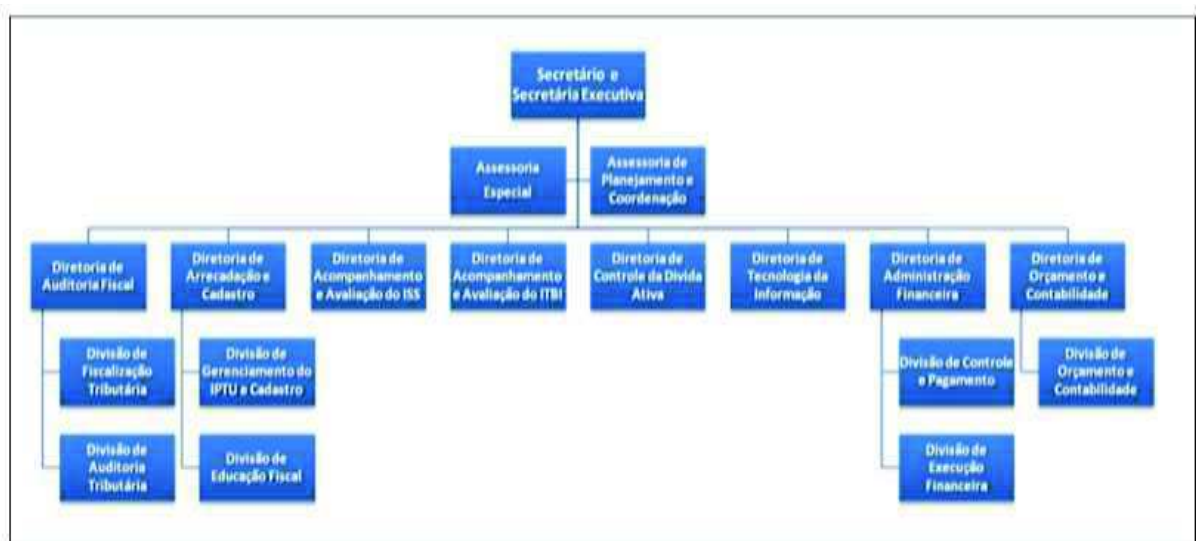 Secretário e
Secretária Executiva
Assessoria
Especial
Assessoria de
Planejamento e
Coordenação
Diretoria de
Auditoria Fiscal
Diretoria de
Arrecadação e
Cadastro
Diretoria de
Acompanhamento
e Avaliação do ISS
Diretoria de
Acompanhamento
e Avaliação do ITBI
Diretoria de
Controle da Divida
Ativa
Diretoria de
Tecnologia da
Informação
Diretoria de
Administração
Financeira
Diretoria de
Orçamento e
Contabilidade
Divisão de
Fiscalização
Tributária
Divisão de
Gerenciamento do
IPTU e Cadastro
Divisão de Controle
e Pagamento
Divisão de
Orçamento e
Contabilidade
Divisão de
Auditoria
Tributária
Divisão de
Educação Fiscal
Divisão de
Execução
Financeira